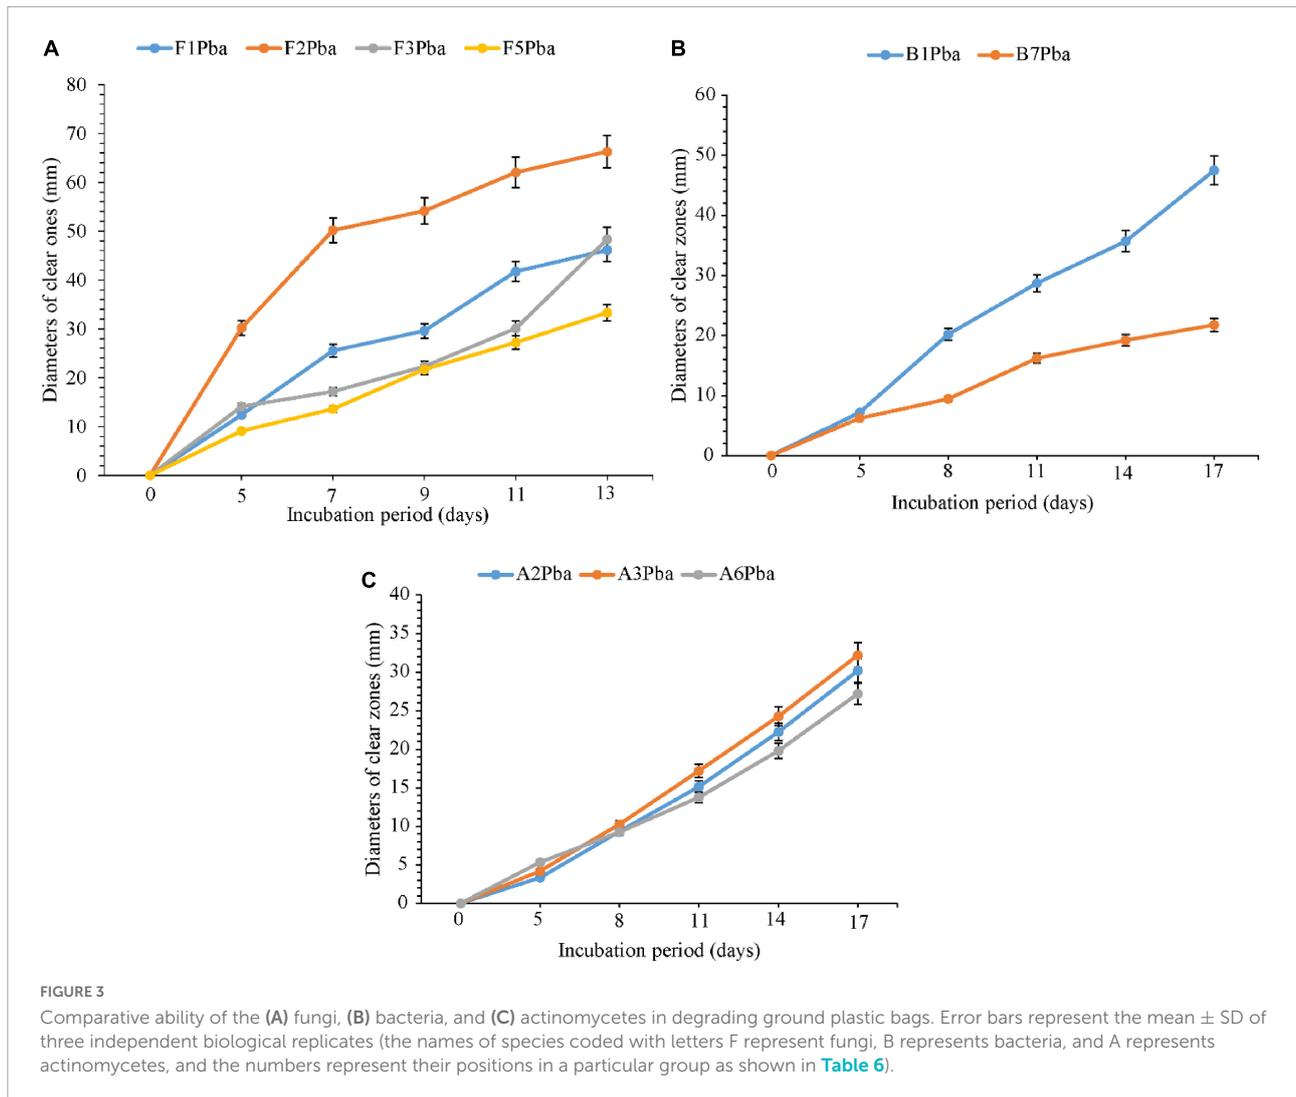 A
F1Pba F2Pba F3Pba F5Pba
80
70
60
50
40
30
20
10
0
Diameters of clear ones (mm)
0 5 7 9 11 13
Incubation period (days)
B
B1Pba B7Pba
60
50
40
30
20
10
0
Diameters of clear zones (mm)
0 5 8 11 14 17
Incubation period (days)
C
A2Pba A3Pba A6Pba
40
35
30
25
20
15
10
5
0
Diameters of clear zones (mm)
0 5 8 11 14 17
Incubation period (days)
FIGURE 3
Comparative ability of the (A) fungi, (B) bacteria, and (C) actinomycetes in degrading ground plastic bags. Error bars represent the mean ± SD of
three independent biological replicates (the names of species coded with letters F represent fungi, B represents bacteria, and A represents
actinomycetes, and the numbers represent their positions in a particular group as shown in Table 6).